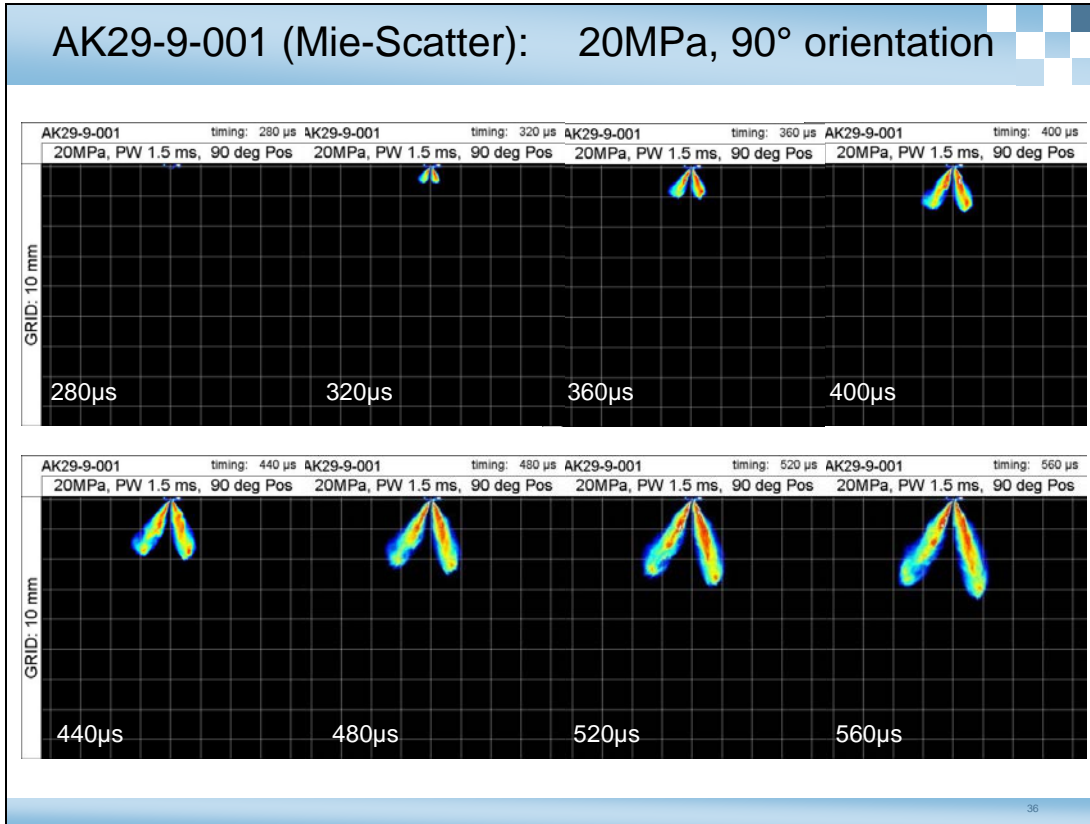 AK29-9-001 (Mie-Scatter): 20MPa, 90° orientation
AK29-9-001 timing: 280 µs AK29-9-001 timing: 320 µs AK29-9-001 timing: 360 µs AK29-9-001 timing: 400 µs
20MPa, PW 1.5 ms, 90 deg Pos 20MPa, PW 1.5 ms, 90 deg Pos 20MPa, PW 1.5 ms, 90 deg Pos 20MPa, PW 1.5 ms, 90 deg Pos
GRID: 10 mm
280µs 320µs 360µs 400µs
AK29-9-001 timing: 440 µs AK29-9-001 timing: 480 µs AK29-9-001 timing: 520 µs AK29-9-001 timing: 560 µs
20MPa, PW 1.5 ms, 90 deg Pos 20MPa, PW 1.5 ms, 90 deg Pos 20MPa, PW 1.5 ms, 90 deg Pos 20MPa, PW 1.5 ms, 90 deg Pos
GRID: 10 mm
440µs 480µs 520µs 560µs
36